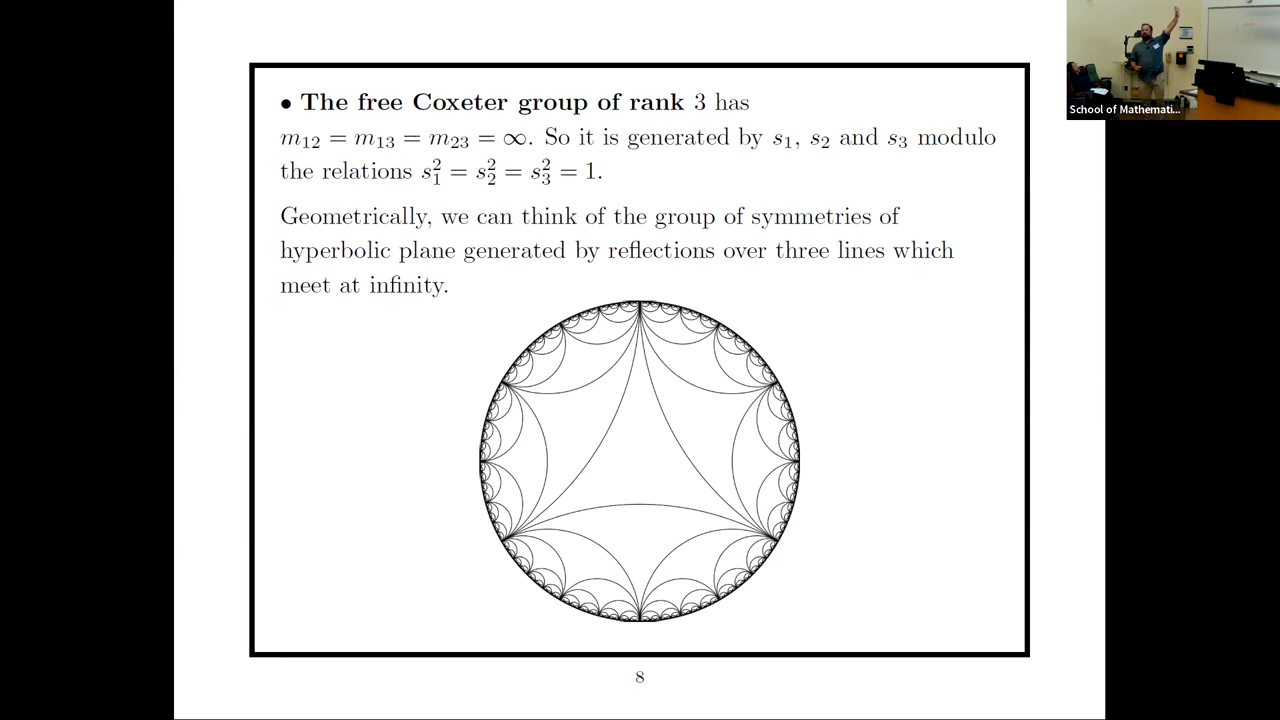 • The free Coxeter group of rank 3 has
m₁₂ = m₁₃ = m₂₃ = ∞. So it is generated by s₁, s₂ and s₃ modulo
the relations s₁² = s₂² = s₃² = 1.
Geometrically, we can think of the group of symmetries of
hyperbolic plane generated by reflections over three lines which
meet at infinity.
8
School of Mathemati...